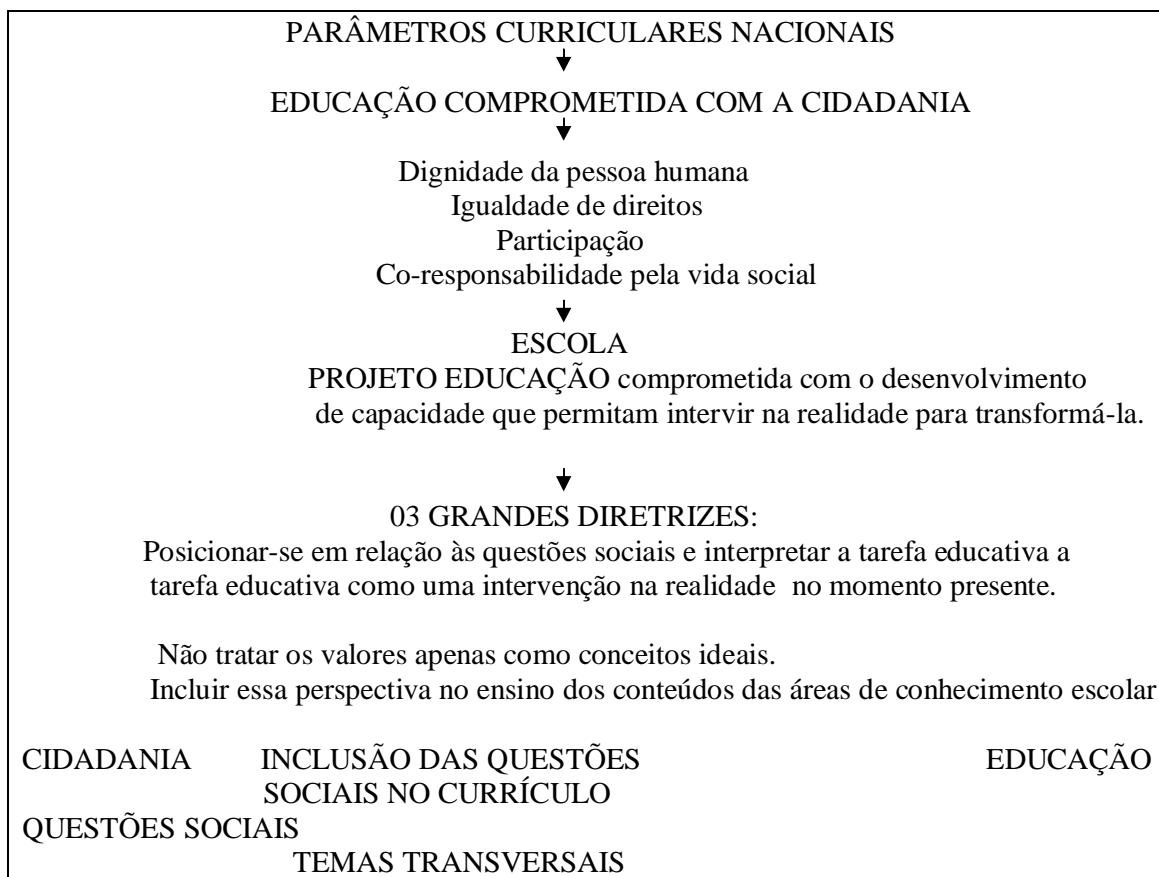 PARÂMETROS CURRICULARES NACIONAIS
EDUCAÇÃO COMPROMETIDA COM A CIDADANIA
Dignidade da pessoa humana
Igualdade de direitos
Participação
Co-responsabilidade pela vida social
ESCOLA
PROJETO EDUCAÇÃO comprometida com o desenvolvimento
de capacidade que permitam intervir na realidade para transformá-la.
03 GRANDES DIRETRIZES:
Posicionar-se em relação às questões sociais e interpretar a tarefa educativa a
tarefa educativa como uma intervenção na realidade no momento presente.
Não tratar os valores apenas como conceitos ideais.
Incluir essa perspectiva no ensino dos conteúdos das áreas de conhecimento escolar
CIDADANIA INCLUSÃO DAS QUESTÕES EDUCAÇÃO
SOCIAIS NO CURRÍCULO
QUESTÕES SOCIAIS
TEMAS TRANSVERSAIS